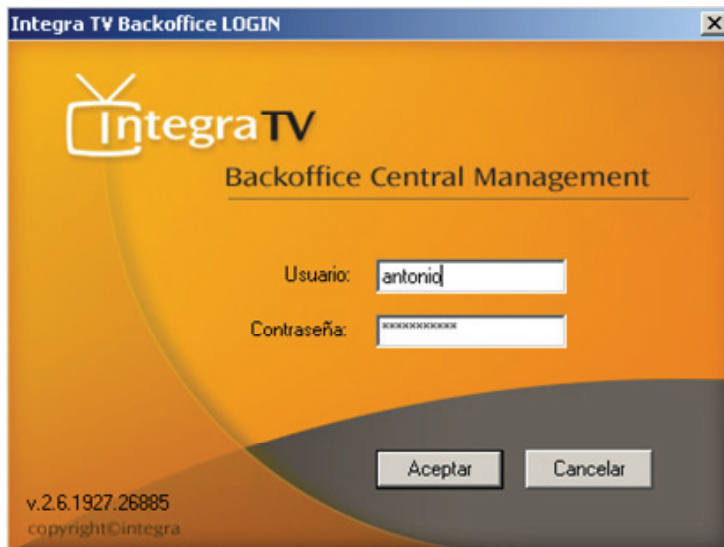 Integra TV Backoffice LOGIN
IntegraTV
Backoffice Central Management
Usuario: antonio
Contraseña: ***********
Aceptar Cancelar
v.2.6.1927.26885
copyright©integra